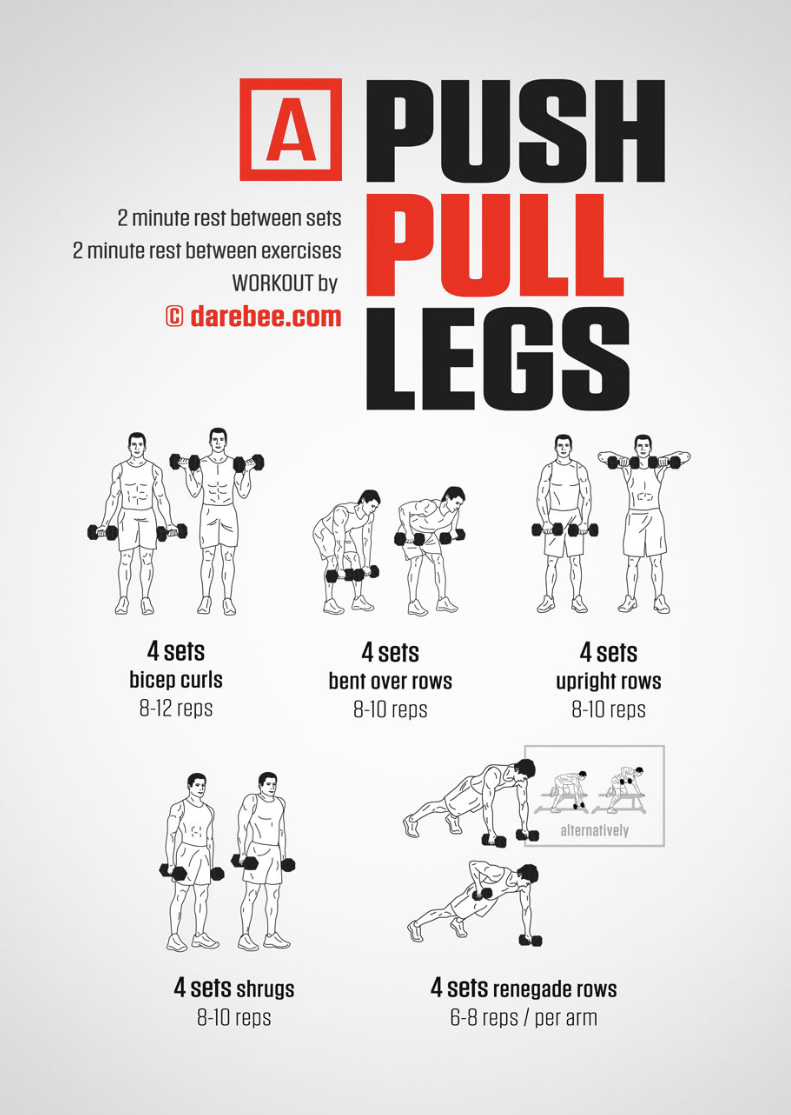 A
PUSH
PULL
LEGS
2 minute rest between sets
2 minute rest between exercises
WORKOUT by
© darebee.com
4 sets
bicep curls
8-12 reps
4 sets
bent over rows
8-10 reps
4 sets
upright rows
8-10 reps
4 sets shrugs
8-10 reps
alternatively
4 sets renegade rows
6-8 reps / per arm